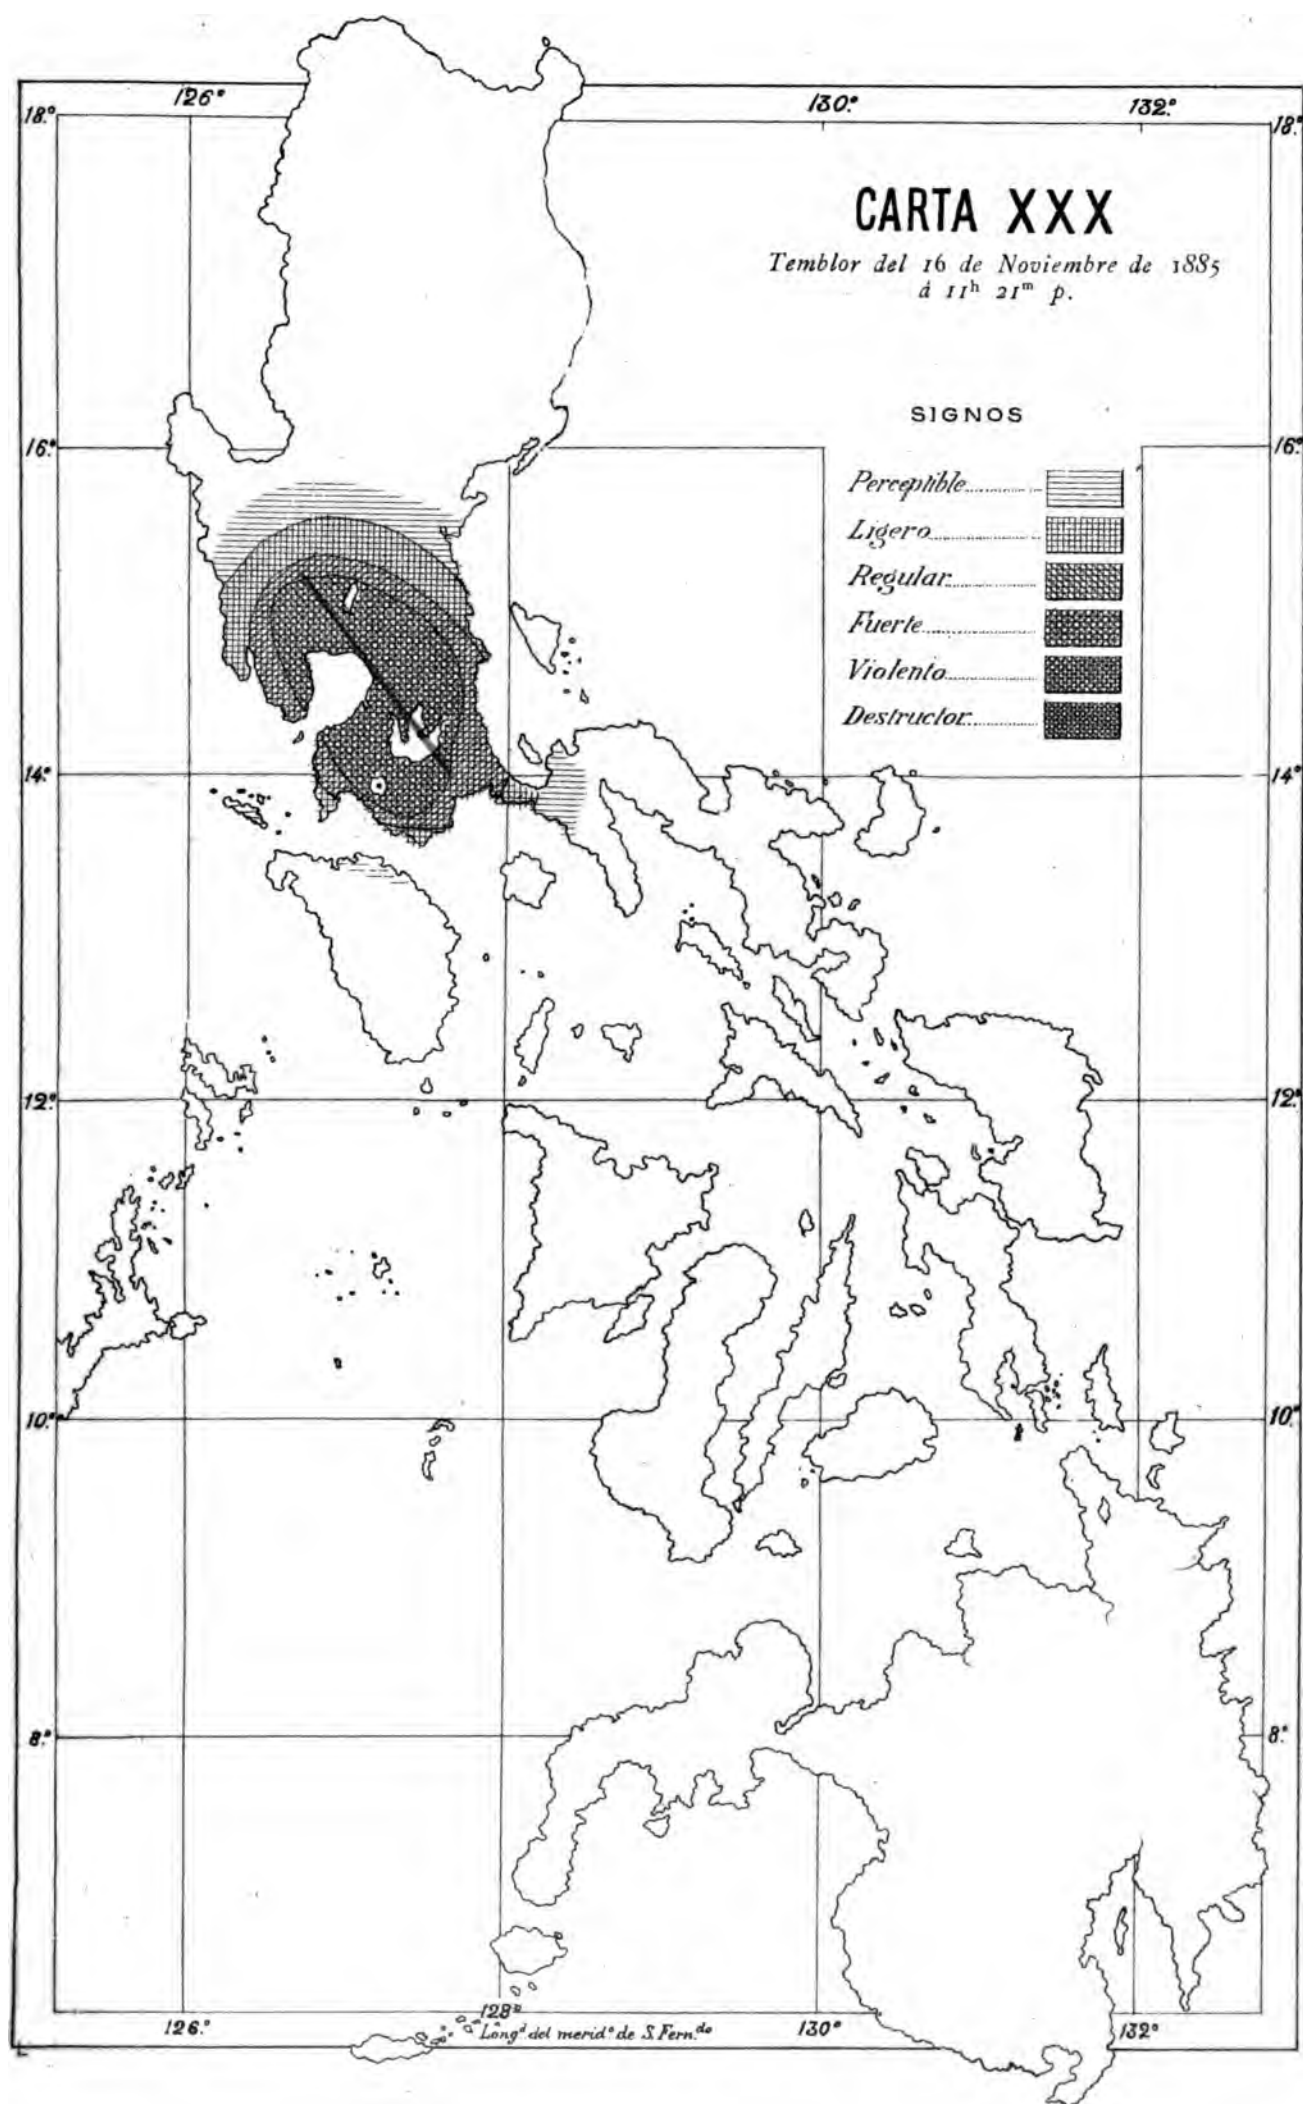 126° 130° 132°
18° 18°
CARTA XXX
Temblor del 16 de Noviembre de 1885
á 11h 21m p.
SIGNOS
16° 16°
Perceptible
Ligero
Regular
Fuerte
Violento
Destructor
14° 14°
12° 12°
10° 10°
8° 8°
126° 128° 130° 132°
Longd del meridº de S. Fern.do